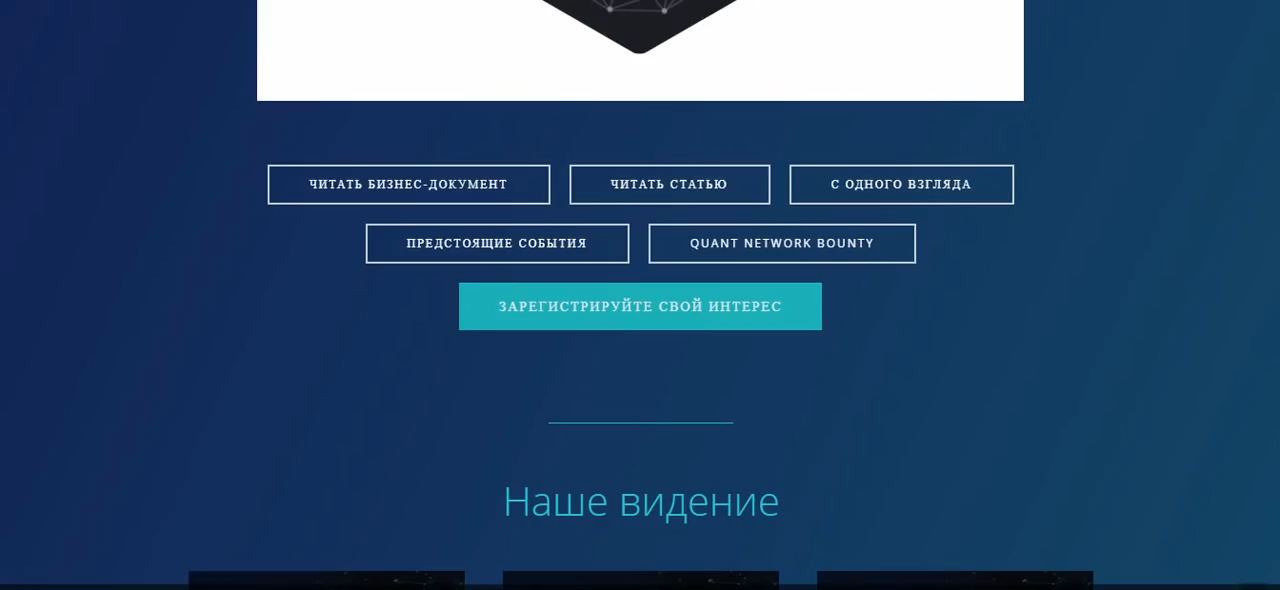 ЧИТАТЬ БИЗНЕС-ДОКУМЕНТ
ЧИТАТЬ СТАТЬЮ
С ОДНОГО ВЗГЛЯДА
ПРЕДСТОЯЩИЕ СОБЫТИЯ
QUANT NETWORK BOUNTY
ЗАРЕГИСТРИРУЙТЕ СВОЙ ИНТЕРЕС
Наше видение